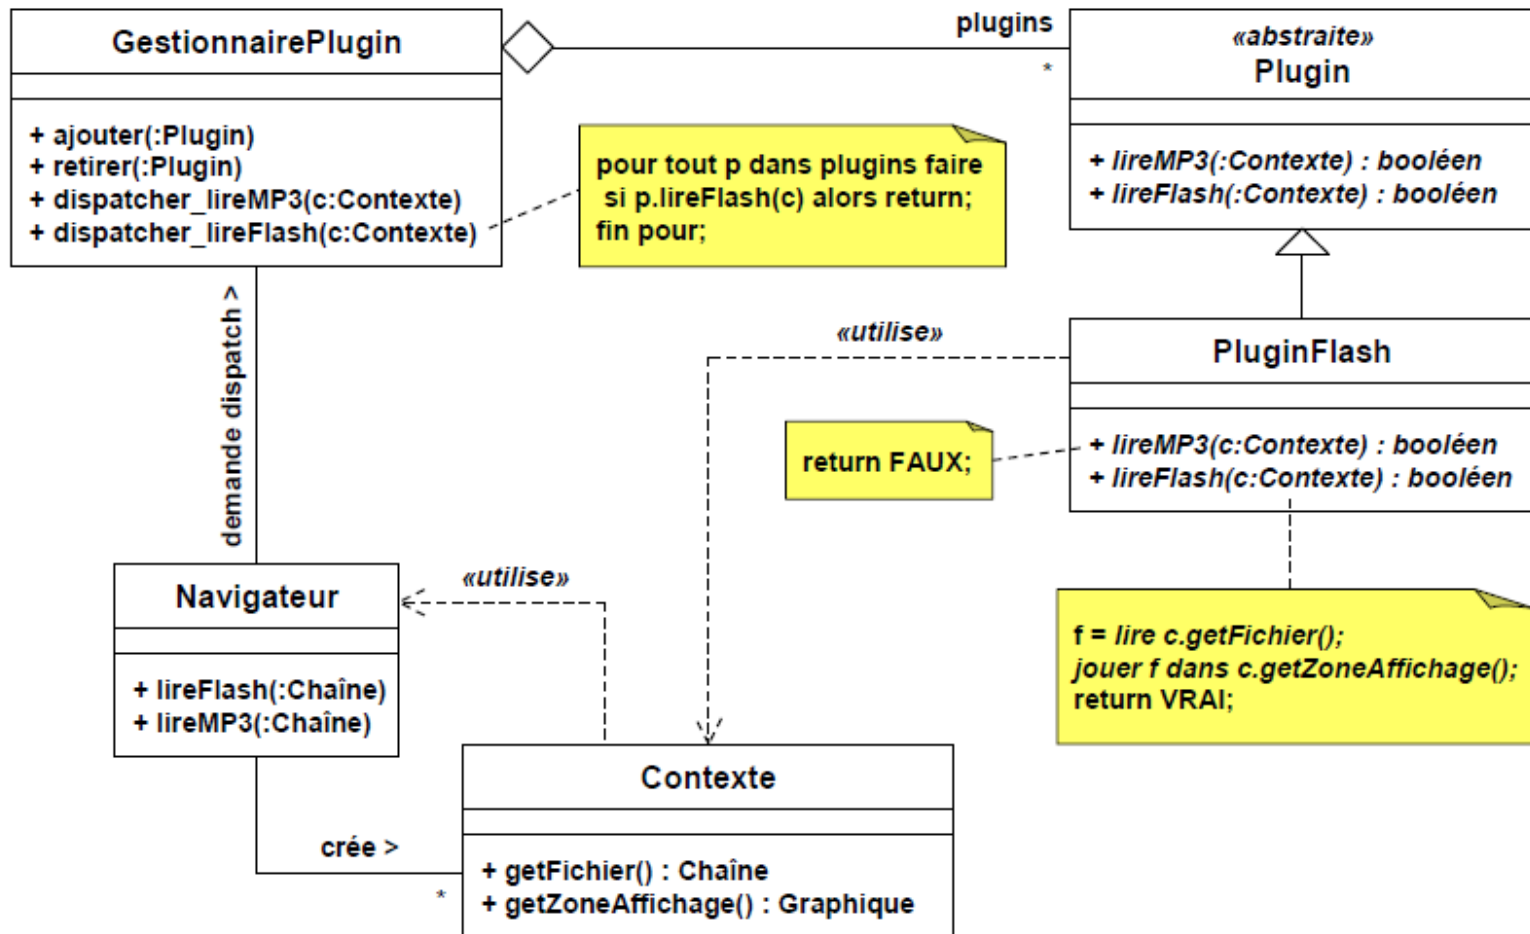 GestionnairePlugin
+ ajouter(:Plugin)
+ retirer(:Plugin)
+ dispatcher_lireMP3(c:Contexte)
+ dispatcher_lireFlash(c:Contexte)
plugins
*
«abstraite»
Plugin
+ lireMP3(:Contexte) : booléen
+ lireFlash(:Contexte) : booléen
pour tout p dans plugins faire
si p.lireFlash(c) alors return;
fin pour;
demande dispatch >
«utilise»
PluginFlash
+ lireMP3(c:Contexte) : booléen
+ lireFlash(c:Contexte) : booléen
return FAUX;
f = lire c.getFichier();
jouer f dans c.getZoneAffichage();
return VRAI;
Navigateur
+ lireFlash(:Chaîne)
+ lireMP3(:Chaîne)
«utilise»
crée >
*
Contexte
+ getFichier() : Chaîne
+ getZoneAffichage() : Graphique